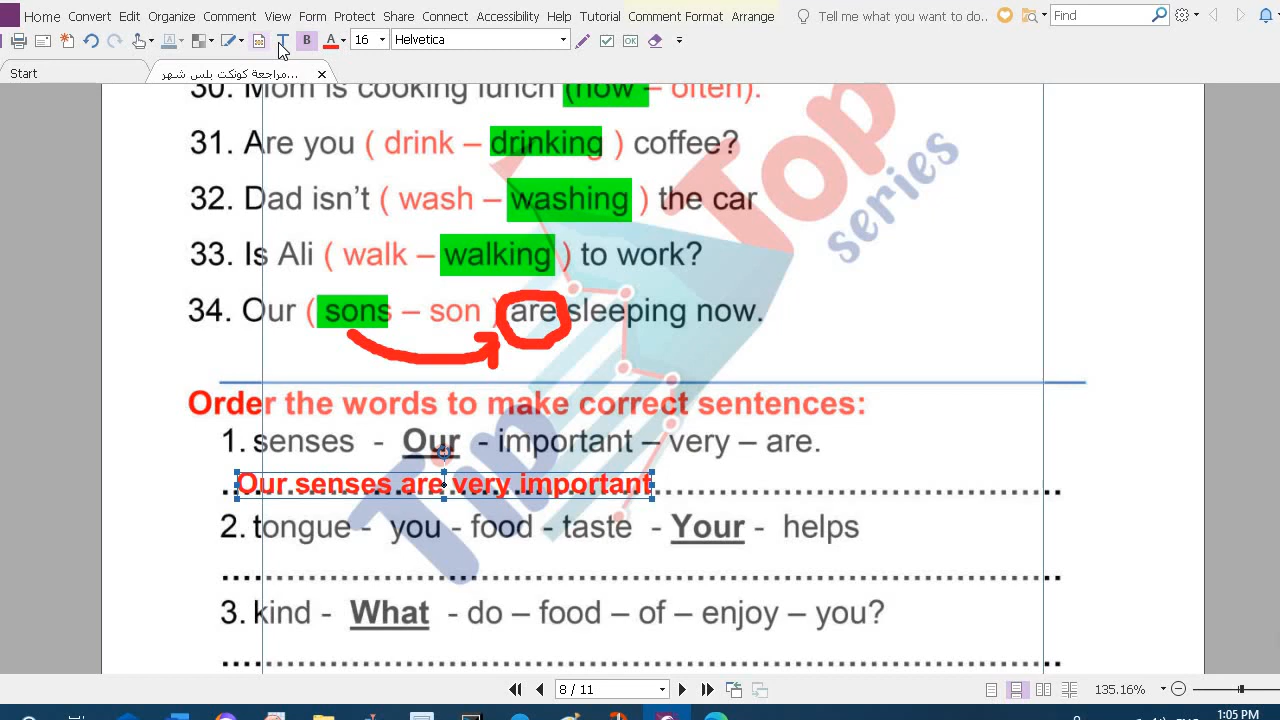 Home Convert Edit Organize Comment View Protect Share Connect Accessibility Help Tutorial Comment Format Arrange Tell me what you want to do.. Find
B A 16 Helvetica OK
Start مراجعة كونكت بلس شهر...
30. Mom is cooking lunch (now – often).
31. Are you ( drink – drinking ) coffee?
32. Dad isn't ( wash – washing ) the car
33. Is Ali ( walk – walking ) to work?
34. Our ( sons – son ) are sleeping now.
Order the words to make correct sentences:
1. senses - Our - important – very – are.
Our senses are very important
2. tongue - you - food - taste - Your - helps
3. kind - What - do – food – of – enjoy – you?
Top
series
Tip
8 / 11 135.16%
1:05 PM